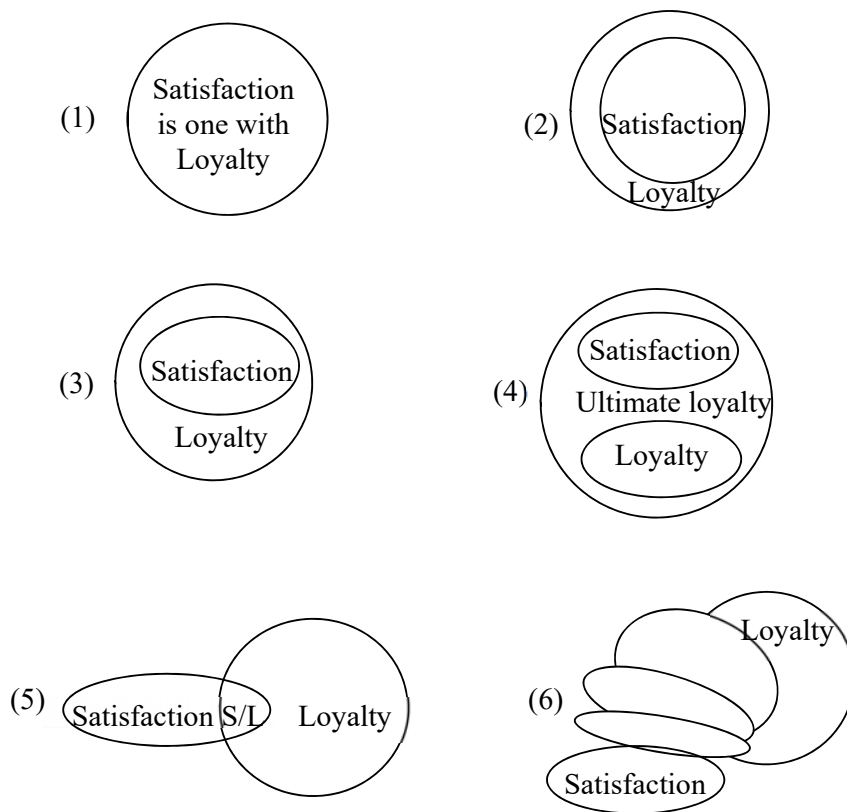 (1)
Satisfaction
is one with
Loyalty
(2)
Satisfaction
Loyalty
(3)
Satisfaction
Loyalty
(4)
Satisfaction
Ultimate loyalty
Loyalty
(5)
Satisfaction S/L Loyalty
(6)
Loyalty
Satisfaction